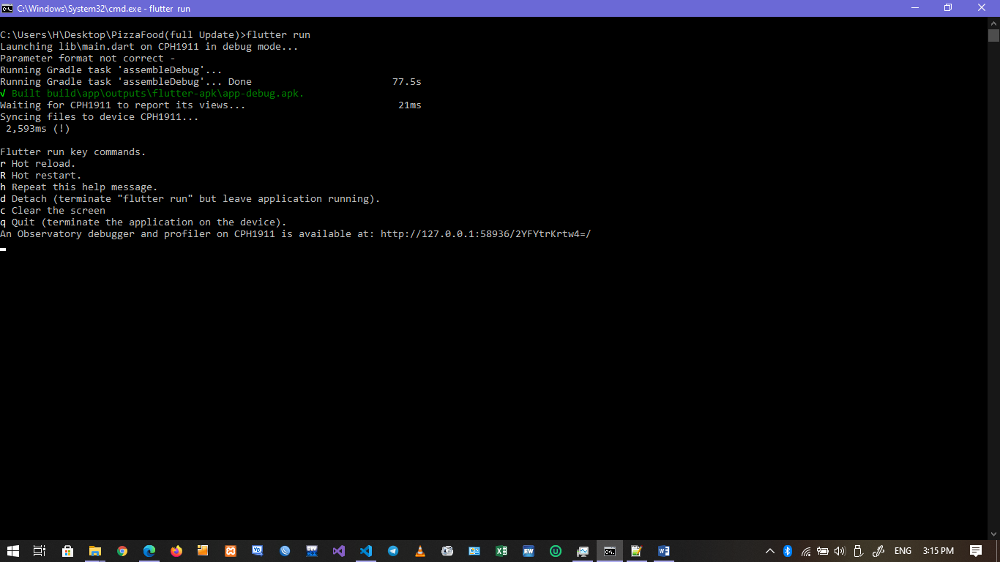 C:\Windows\System32\cmd.exe - flutter run
C:\Users\H\Desktop\PizzaFood(full Update)>flutter run
Launching lib\main.dart on CPH1911 in debug mode...
Parameter format not correct -
Running Gradle task 'assembleDebug'...
Running Gradle task 'assembleDebug'... Done 77.5s
√ Built build\app\outputs\flutter-apk\app-debug.apk.
Waiting for CPH1911 to report its views... 21ms
Syncing files to device CPH1911...
2,593ms (!)
Flutter run key commands.
r Hot reload.
R Hot restart.
h Repeat this help message.
d Detach (terminate "flutter run" but leave application running).
c Clear the screen
q Quit (terminate the application on the device).
An Observatory debugger and profiler on CPH1911 is available at: http://127.0.0.1:58936/2YFYtrKrtw4=/
ENG 3:15 PM